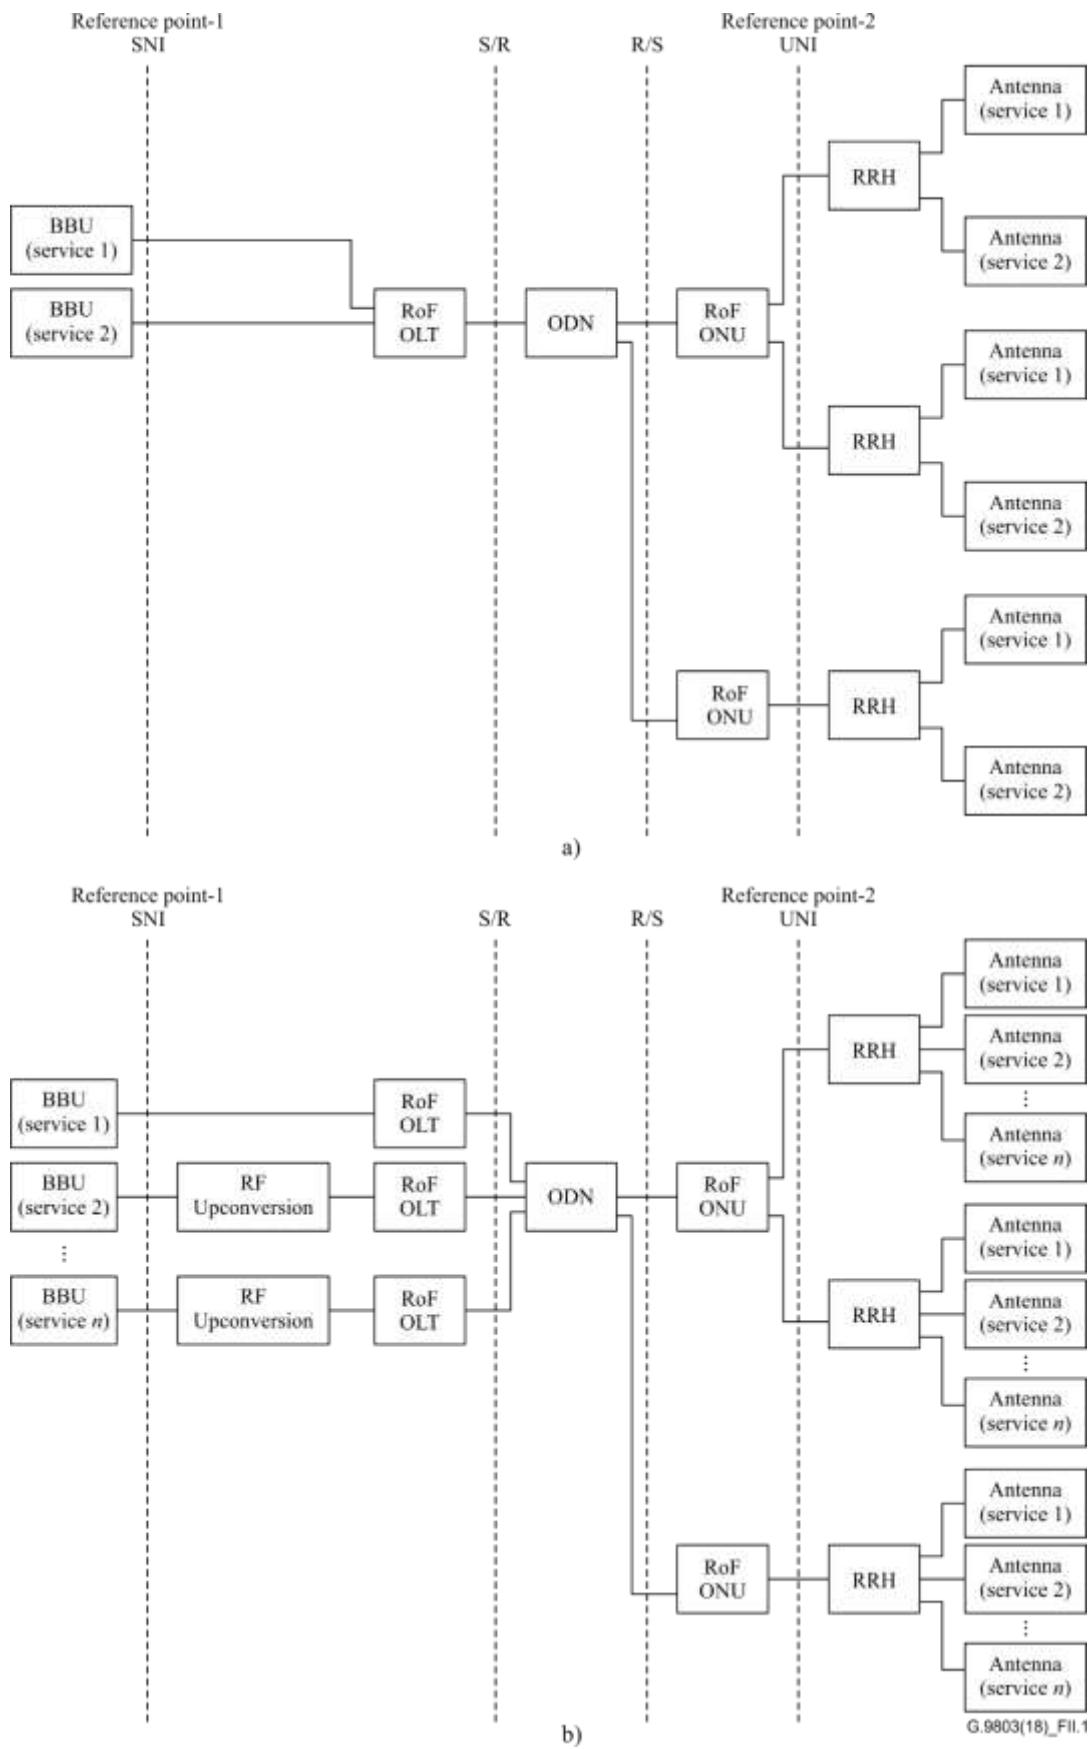 Reference point-1
SNI
S/R
R/S
Reference point-2
UNI
Antenna
(service 1)
RRH
Antenna
(service 2)
BBU
(service 1)
BBU
(service 2)
RoF
OLT
ODN
RoF
ONU
Antenna
(service 1)
RRH
Antenna
(service 2)
Antenna
(service 1)
RoF
ONU
RRH
Antenna
(service 2)
a)
Reference point-1
SNI
S/R
R/S
Reference point-2
UNI
Antenna
(service 1)
RRH
Antenna
(service 2)
⋮
Antenna
(service n)
BBU
(service 1)
RoF
OLT
BBU
(service 2)
RF
Upconversion
RoF
OLT
ODN
RoF
ONU
⋮
BBU
(service n)
RF
Upconversion
RoF
OLT
Antenna
(service 1)
RRH
Antenna
(service 2)
⋮
Antenna
(service n)
Antenna
(service 1)
RoF
ONU
RRH
Antenna
(service 2)
⋮
Antenna
(service n)
G.9803(18)_FII.1
b)